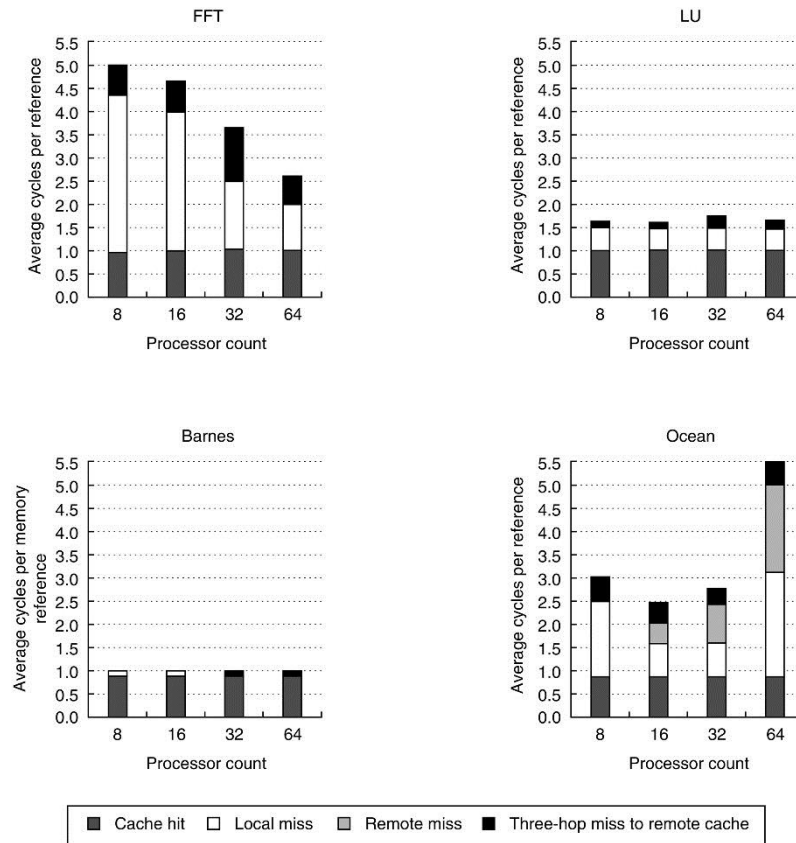 FFT
Average cycles per reference
5.5
5.0
4.5
4.0
3.5
3.0
2.5
2.0
1.5
1.0
0.5
0.0
8 16 32 64
Processor count
LU
Average cycles per reference
5.5
5.0
4.5
4.0
3.5
3.0
2.5
2.0
1.5
1.0
0.5
0.0
8 16 32 64
Processor count
Barnes
Average cycles per memory
reference
5.5
5.0
4.5
4.0
3.5
3.0
2.5
2.0
1.5
1.0
0.5
0.0
8 16 32 64
Processor count
Ocean
Average cycles per reference
5.5
5.0
4.5
4.0
3.5
3.0
2.5
2.0
1.5
1.0
0.5
0.0
8 16 32 64
Processor count
Cache hit Local miss Remote miss Three-hop miss to remote cache